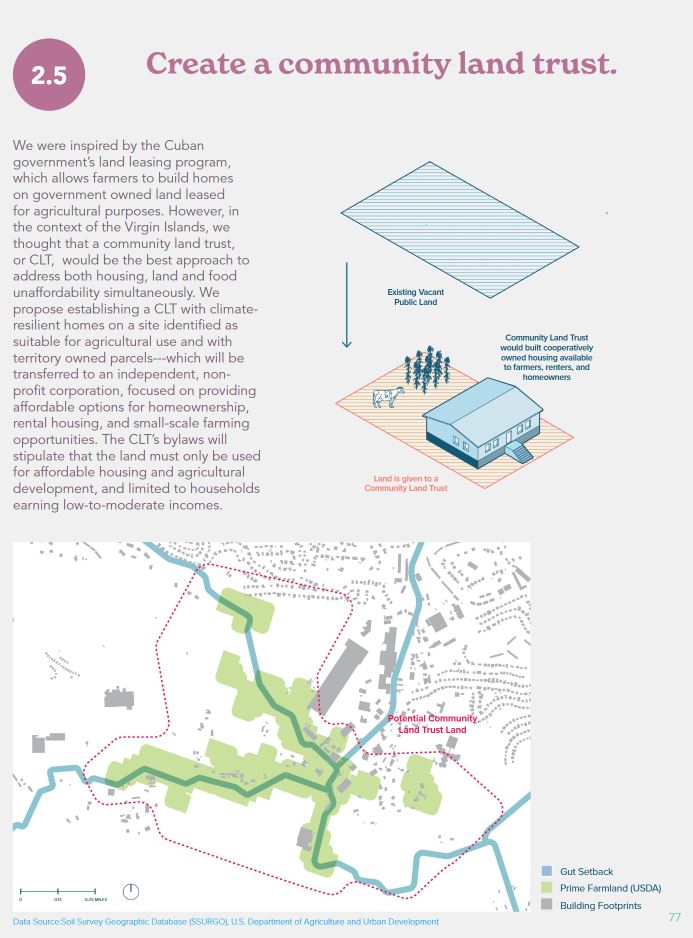 2.5
Create a community land trust.
We were inspired by the Cuban
government's land leasing program,
which allows farmers to build homes
on government owned land leased
for agricultural purposes. However, in
the context of the Virgin Islands, we
thought that a community land trust,
or CLT,  would be the best approach to
address both housing, land and food
unaffordability simultaneously. We
propose establishing a CLT with climate-
resilient homes on a site identified as
suitable for agricultural use and with
territory owned parcels---which will be
transferred to an independent, non-
profit corporation, focused on providing
affordable options for homeownership,
rental housing, and small-scale farming
opportunities. The CLT's bylaws will
stipulate that the land must only be used
for affordable housing and agricultural
development, and limited to households
earning low-to-moderate incomes.
Existing Vacant
Public Land
Community Land Trust
would built cooperatively
owned housing available
to farmers, renters, and
homeowners
Land is given to a
Community Land Trust
Potential Community
Land Trust Land
0
0.25 MILES
Gut Setback
Prime Farmland (USDA)
Building Footprints
Data Source:Soil Survey Geographic Database (SSURGO), U.S. Department of Agriculture and Urban Development
77